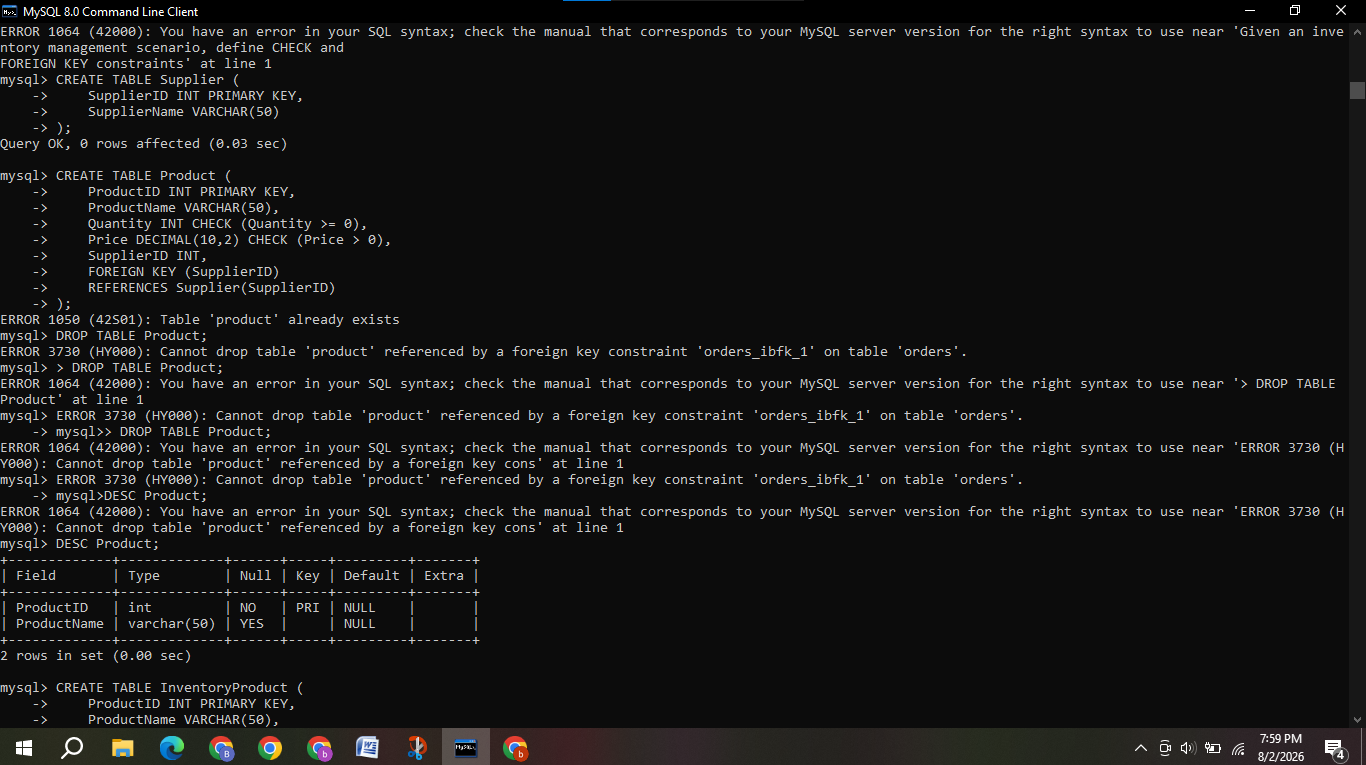 MySQL 8.0 Command Line Client
ERROR 1064 (42000): You have an error in your SQL syntax; check the manual that corresponds to your MySQL server version for the right syntax to use near 'Given an inve
ntory management scenario, define CHECK and
FOREIGN KEY constraints' at line 1
mysql> CREATE TABLE Supplier (
    ->     SupplierID INT PRIMARY KEY,
    ->     SupplierName VARCHAR(50)
    -> );
Query OK, 0 rows affected (0.03 sec)

mysql> CREATE TABLE Product (
    ->     ProductID INT PRIMARY KEY,
    ->     ProductName VARCHAR(50),
    ->     Quantity INT CHECK (Quantity >= 0),
    ->     Price DECIMAL(10,2) CHECK (Price > 0),
    ->     SupplierID INT,
    ->     FOREIGN KEY (SupplierID)
    ->     REFERENCES Supplier(SupplierID)
    -> );
ERROR 1050 (42S01): Table 'product' already exists
mysql> DROP TABLE Product;
ERROR 3730 (HY000): Cannot drop table 'product' referenced by a foreign key constraint 'orders_ibfk_1' on table 'orders'.
mysql> > DROP TABLE Product;
ERROR 1064 (42000): You have an error in your SQL syntax; check the manual that corresponds to your MySQL server version for the right syntax to use near '> DROP TABLE
Product' at line 1
mysql> ERROR 3730 (HY000): Cannot drop table 'product' referenced by a foreign key constraint 'orders_ibfk_1' on table 'orders'.
    -> mysql>> DROP TABLE Product;
ERROR 1064 (42000): You have an error in your SQL syntax; check the manual that corresponds to your MySQL server version for the right syntax to use near 'ERROR 3730 (H
Y000): Cannot drop table 'product' referenced by a foreign key cons' at line 1
mysql> ERROR 3730 (HY000): Cannot drop table 'product' referenced by a foreign key constraint 'orders_ibfk_1' on table 'orders'.
    -> mysql>DESC Product;
ERROR 1064 (42000): You have an error in your SQL syntax; check the manual that corresponds to your MySQL server version for the right syntax to use near 'ERROR 3730 (H
Y000): Cannot drop table 'product' referenced by a foreign key cons' at line 1
mysql> DESC Product;
+-------------+-------------+------+-----+---------+-------+
| Field       | Type        | Null | Key | Default | Extra |
+-------------+-------------+------+-----+---------+-------+
| ProductID   | int         | NO   | PRI | NULL    |       |
| ProductName | varchar(50) | YES  |     | NULL    |       |
+-------------+-------------+------+-----+---------+-------+
2 rows in set (0.00 sec)

mysql> CREATE TABLE InventoryProduct (
    ->     ProductID INT PRIMARY KEY,
    ->     ProductName VARCHAR(50),
7:59 PM
8/2/2026
4